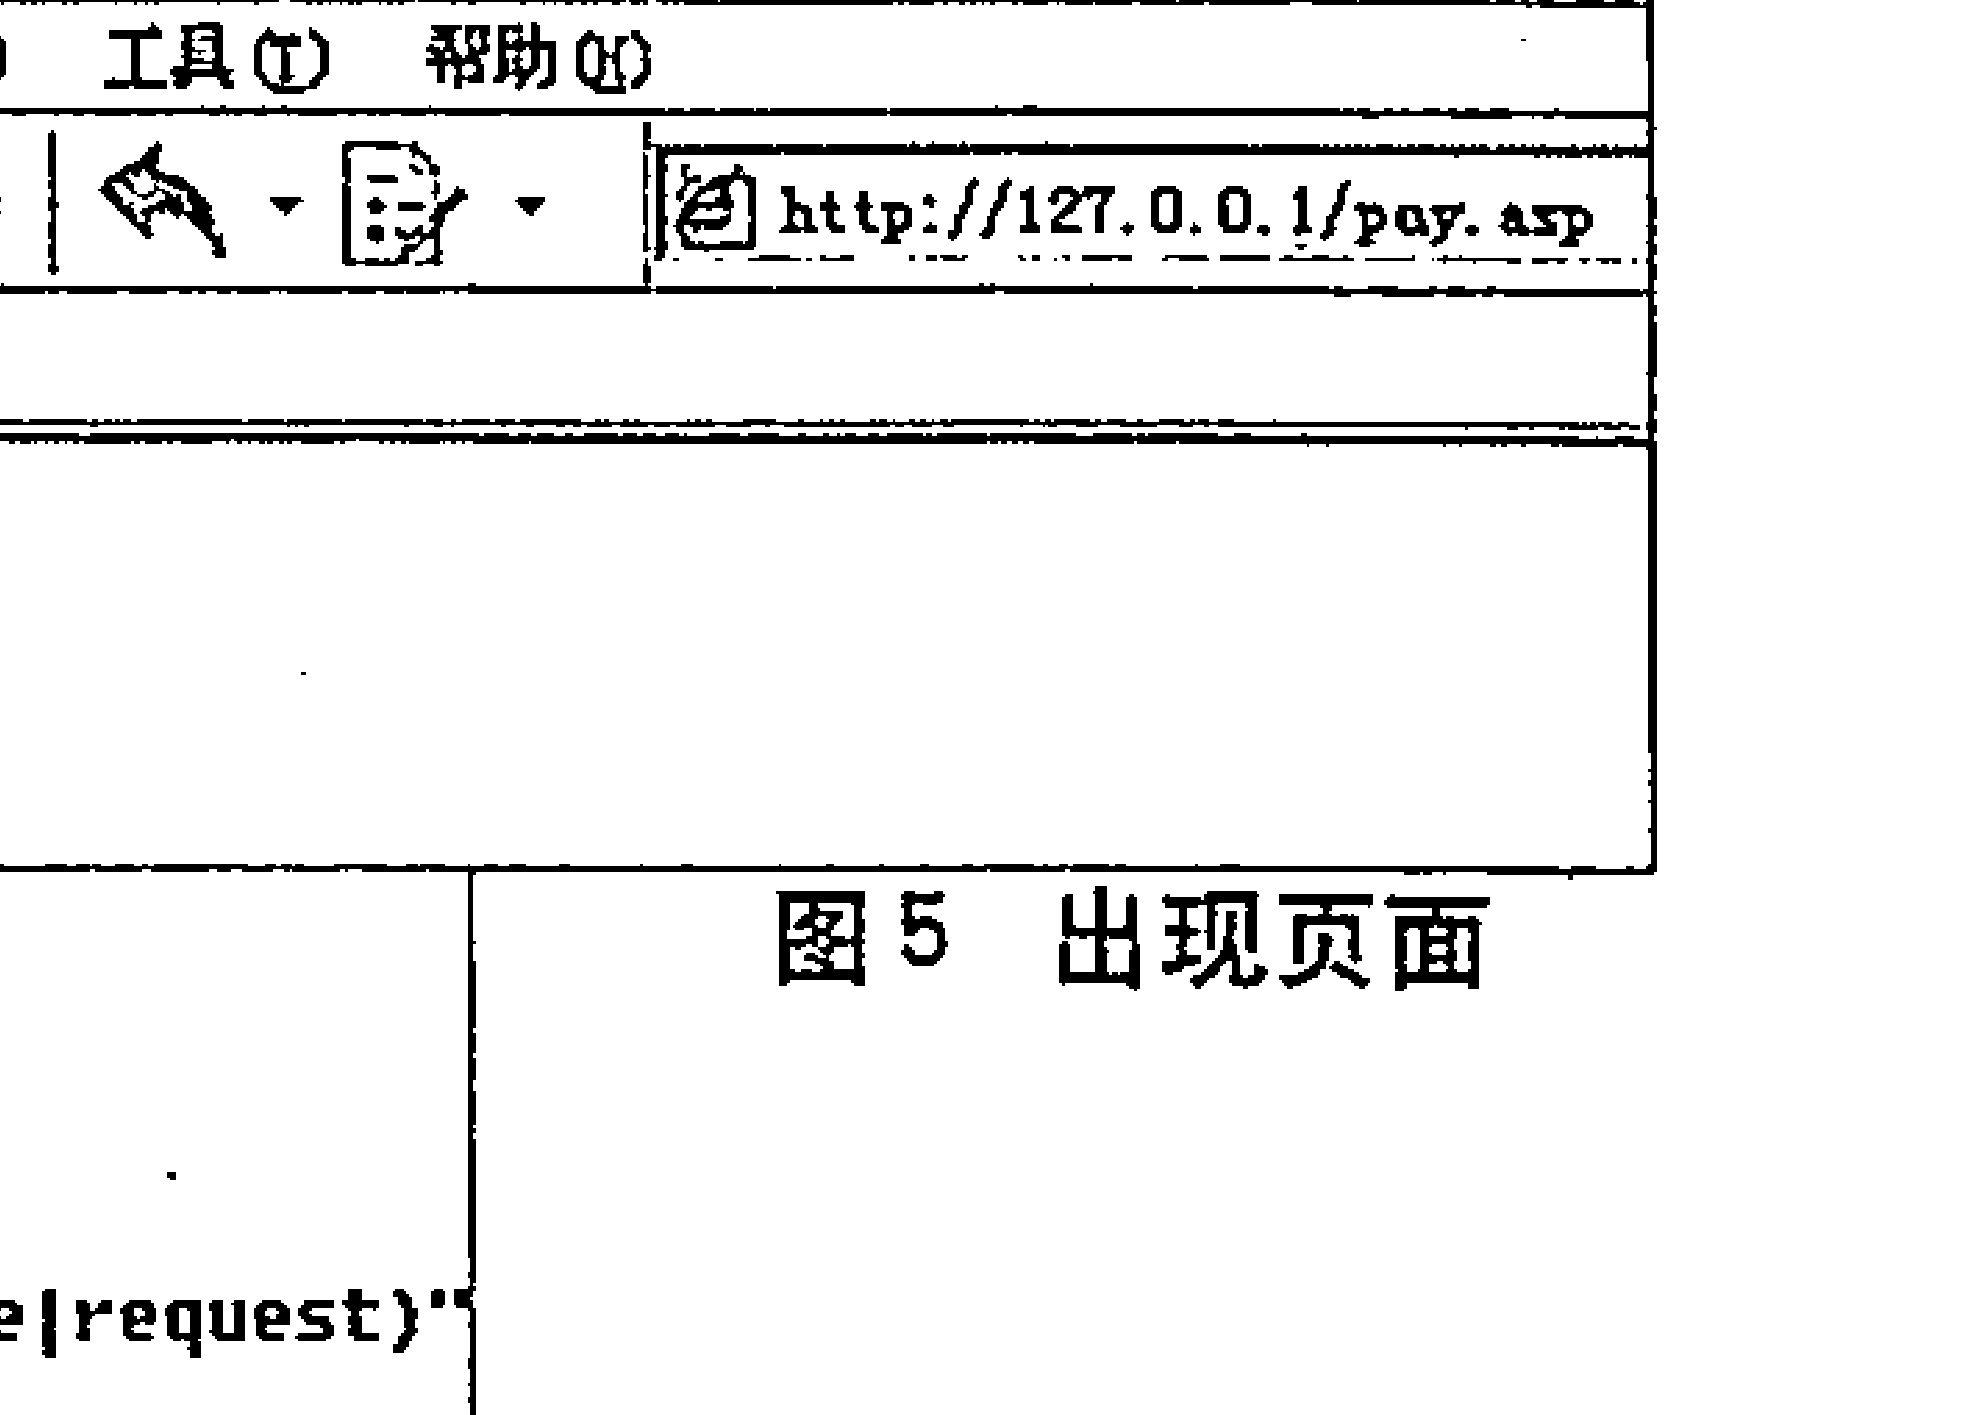 ) 工具(T) 帮助(H)
http://127.0.0.1/pay.asp
图5 出现页面
e|request)"